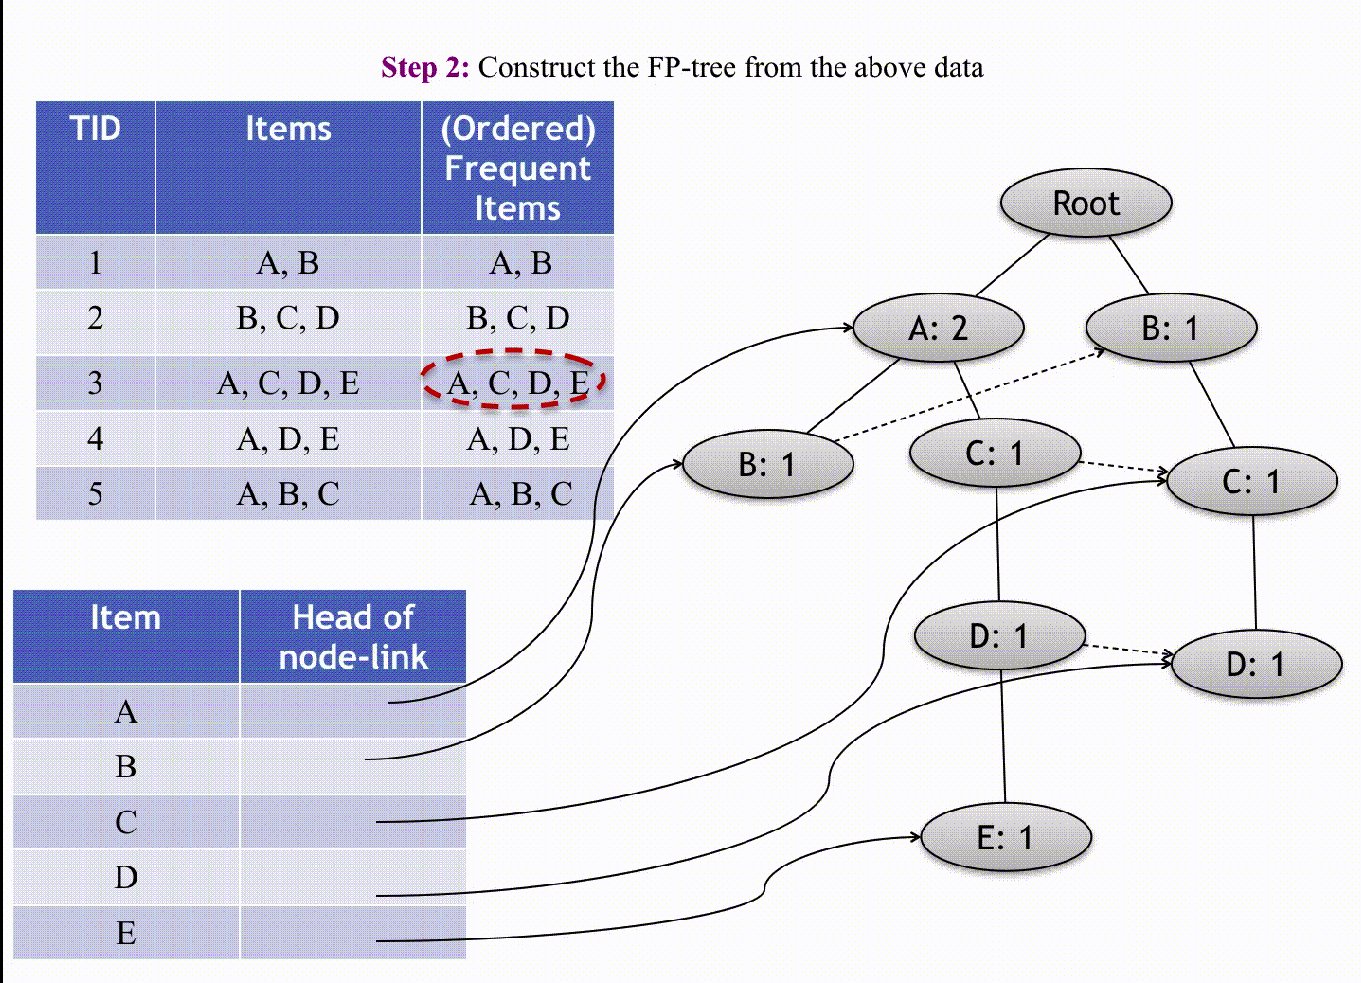 Step 2: Construct the FP-tree from the above data
TID Items (Ordered)
Frequent
Items
1 A, B A, B
2 B, C, D B, C, D
3 A, C, D, E A, C, D, E
4 A, D, E A, D, E
5 A, B, C A, B, C
Root
A: 2 B: 1
B: 1 C: 1 C: 1
D: 1 D: 1
E: 1
Item Head of
node-link
A
B
C
D
E